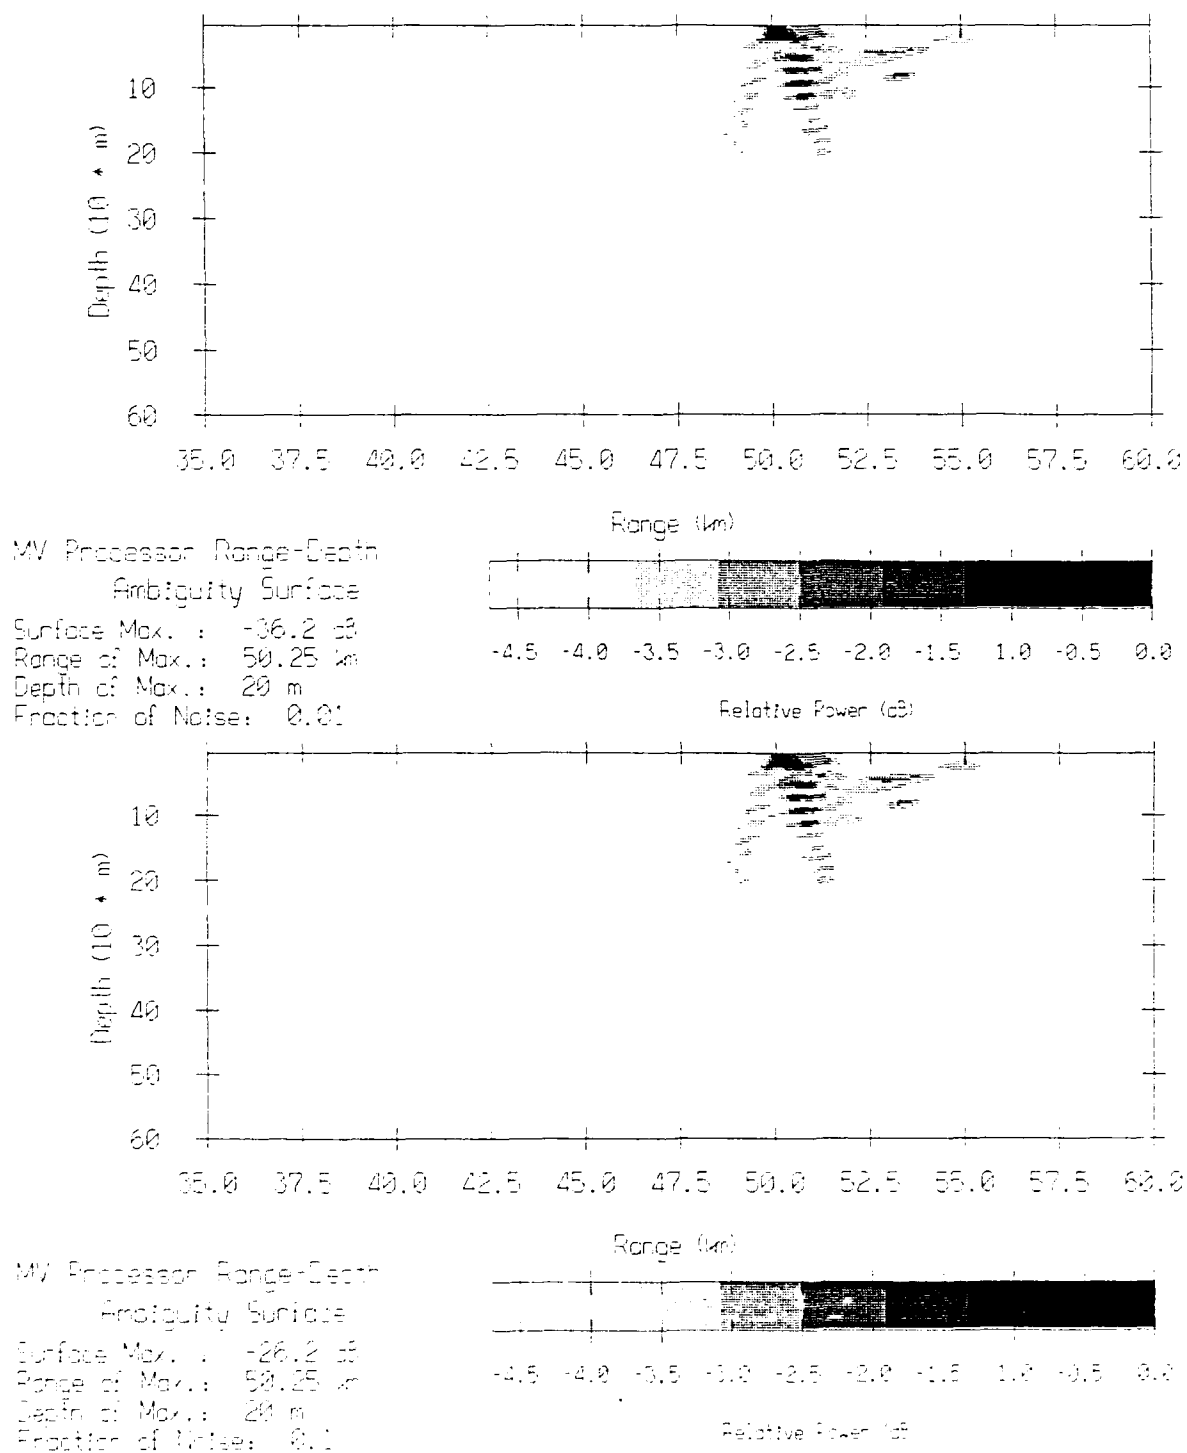 10
20
30
40
50
60
Depth (10 * m)
35.0 37.5 40.0 42.5 45.0 47.5 50.0 52.5 55.0 57.5 60.0
Range (km)
MV Processor Range-Depth
Ambiguity Surface
Surface Max. : -36.2 dB
Range of Max.: 50.25 km
Depth of Max.: 20 m
Fraction of Noise: 0.01
-4.5 -4.0 -3.5 -3.0 -2.5 -2.0 -1.5 1.0 -0.5 0.0
Relative Power (dB)
10
20
30
40
50
60
Depth (10 * m)
35.0 37.5 40.0 42.5 45.0 47.5 50.0 52.5 55.0 57.5 60.0
Range (km)
MV Processor Range-Depth
Ambiguity Surface
Surface Max. : -26.2 dB
Range of Max.: 50.25 km
Depth of Max.: 20 m
Fraction of Noise: 0.1
-4.5 -4.0 -3.5 -3.0 -2.5 -2.0 -1.5 1.0 -0.5 0.0
Relative Power (dB